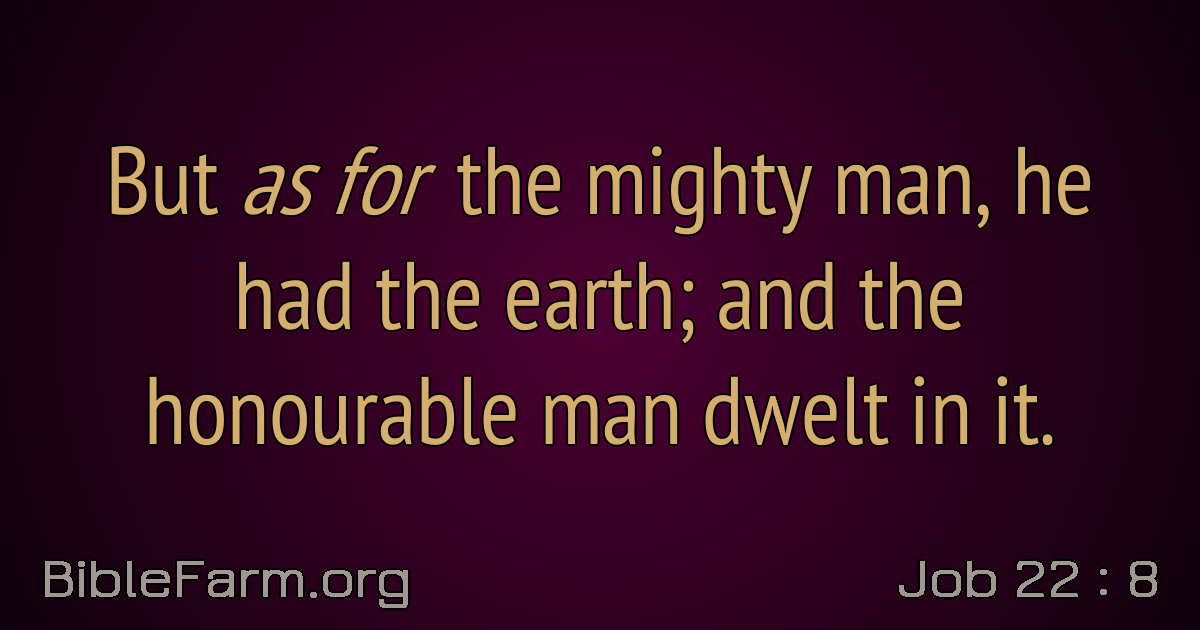 But as for the mighty man, he
had the earth; and the
honourable man dwelt in it.
BibleFarm.org
Job 22 : 8